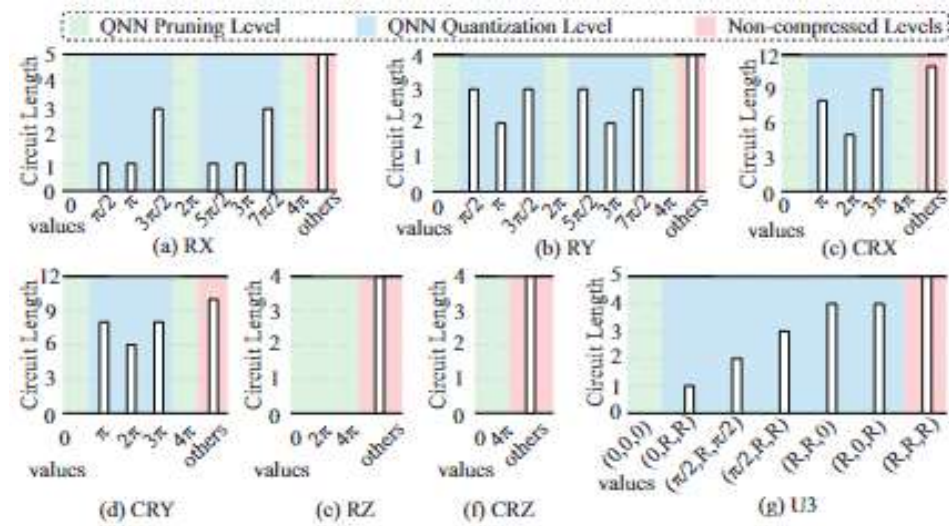 QNN Pruning Level QNN Quantization Level Non-compressed Levels
Circuit Length
5
4
3
2
1
0
0 π/2 π 3π/2 2π 5π/2 3π 7π/2 4π others
values
(a) RX
Circuit Length
4
3
2
1
0
0 π/2 π 3π/2 2π 5π/2 3π 7π/2 4π others
values
(b) RY
Circuit Length
12
9
6
3
0
0 π 2π 3π 4π others
values
(c) CRX
Circuit Length
12
9
6
3
0
0 π 2π 3π 4π others
values
(d) CRY
Circuit Length
4
3
2
1
0
0 2π 4π others
values
(e) RZ
Circuit Length
4
3
2
1
0
0 4π others
values
(f) CRZ
Circuit Length
5
4
3
2
1
0
(0,0,0) (0,R,R) (π/2,R,π/2) (π/2,R,R) (R,R,0) (R,0,R) (R,R,R)
values
(g) U3